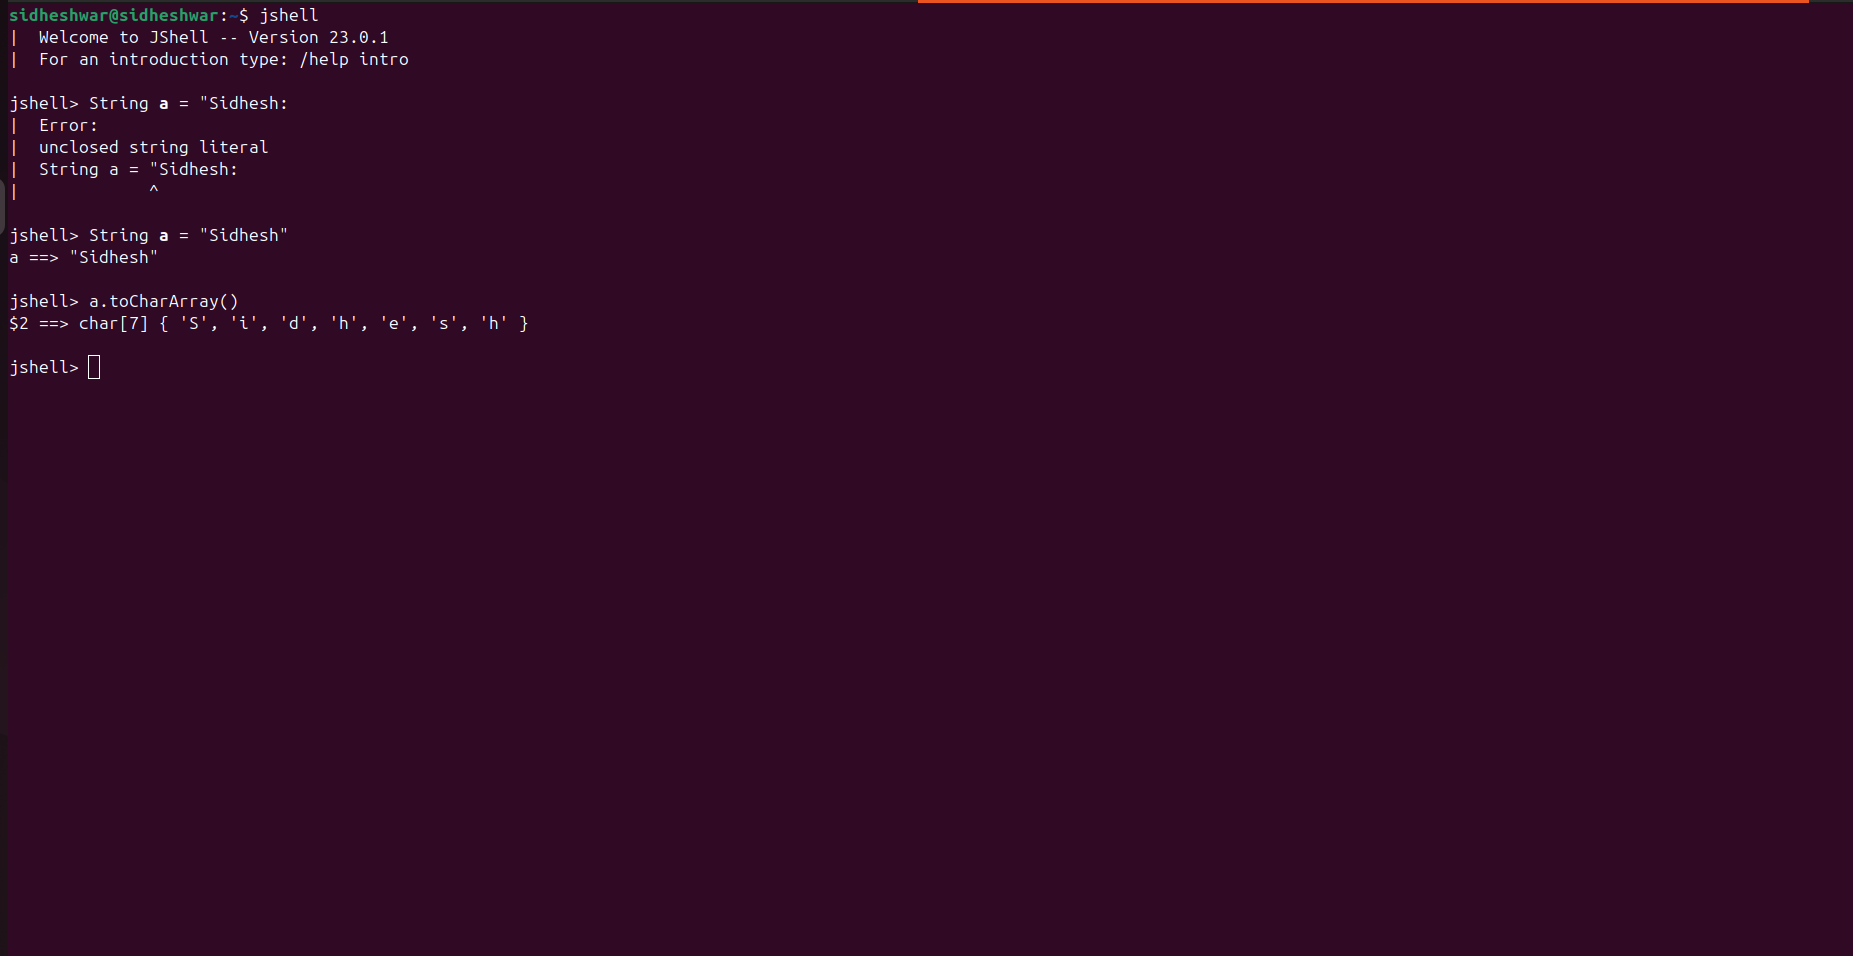 sidheshwar@sidheshwar:~$ jshell
|  Welcome to JShell -- Version 23.0.1
|  For an introduction type: /help intro
jshell> String a = "Sidhesh:
|  Error:
|  unclosed string literal
|  String a = "Sidhesh:
|             ^
jshell> String a = "Sidhesh"
a ==> "Sidhesh"
jshell> a.toCharArray()
$2 ==> char[7] { 'S', 'i', 'd', 'h', 'e', 's', 'h' }
jshell>